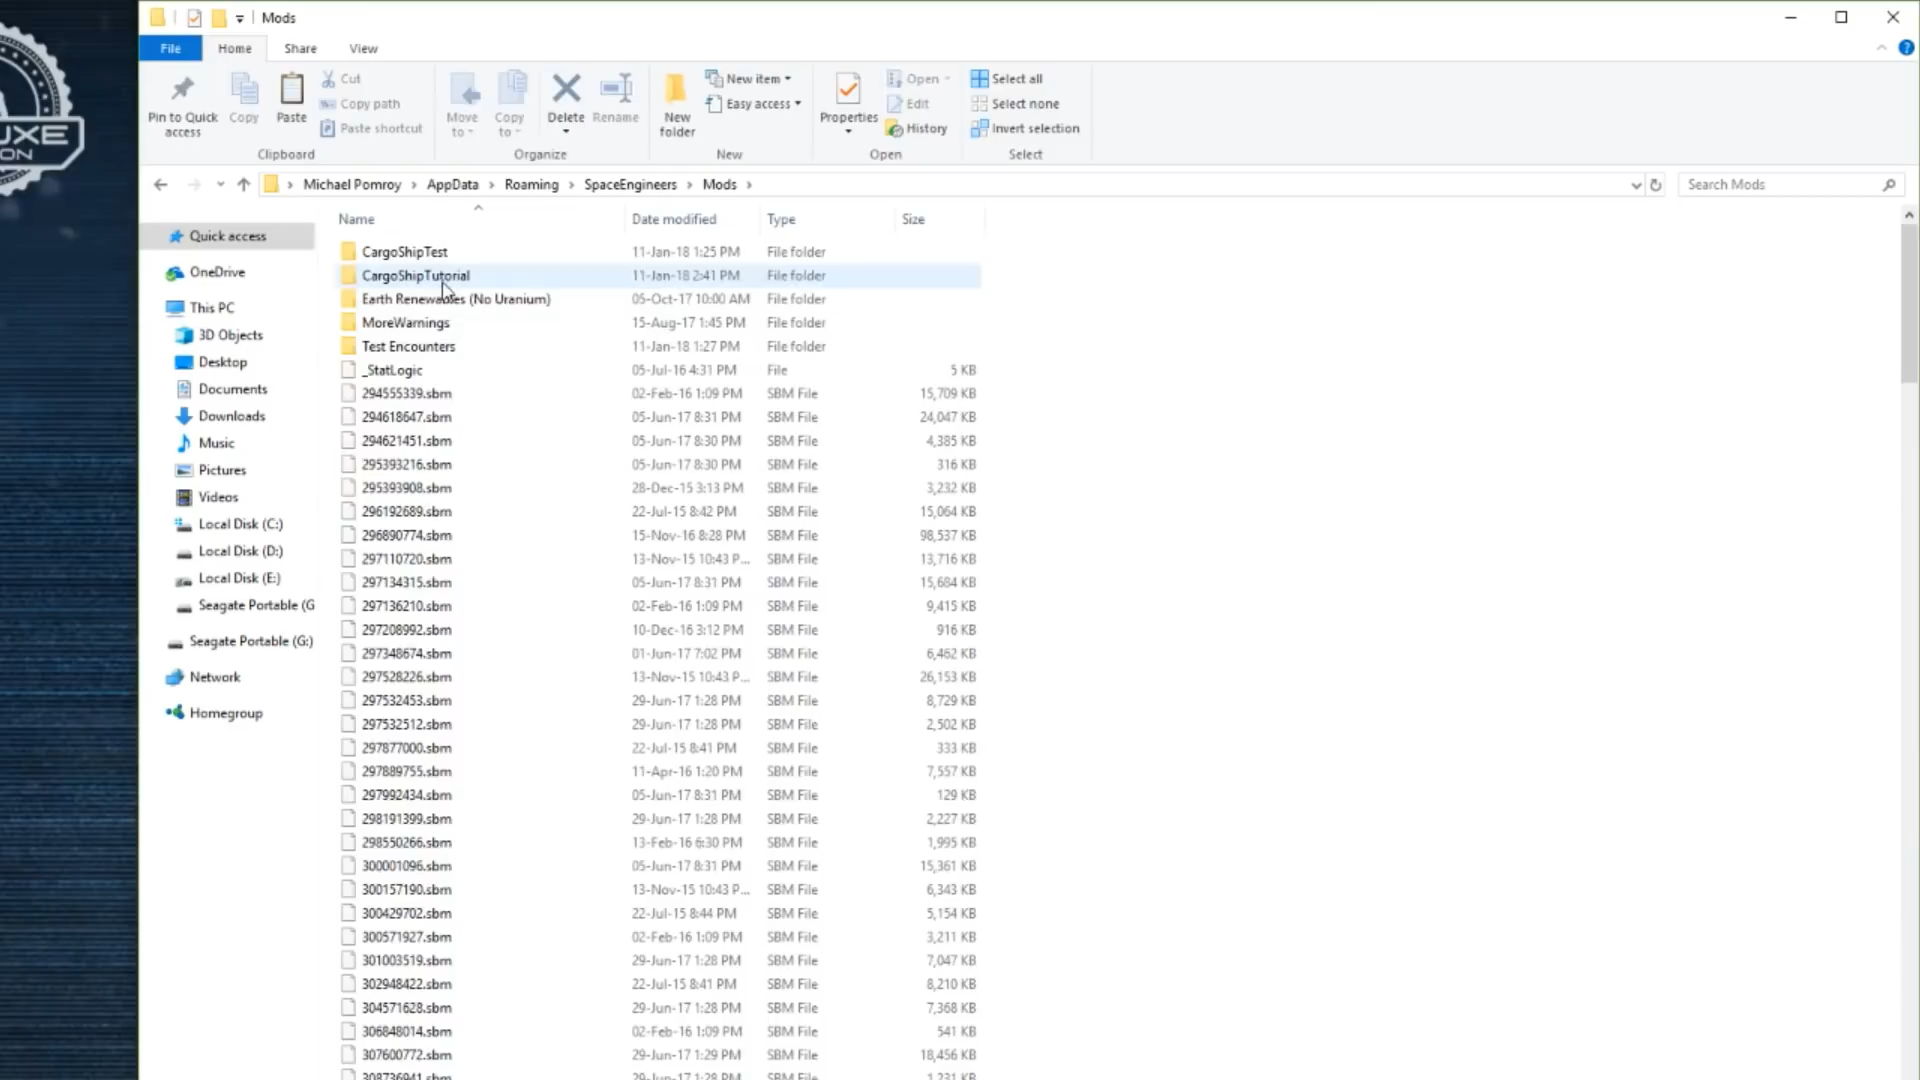 Mods
File Home Share View
Pin to Quick access
Copy
Paste
Cut
Copy path
Paste shortcut
Clipboard
Move to
Copy to
Delete
Rename
Organize
New folder
New item
Easy access
New
Properties
Open
Edit
History
Open
Select all
Select none
Invert selection
Select
Michael Pomroy > AppData > Roaming > SpaceEngineers > Mods >
Search Mods
Quick access
OneDrive
This PC
3D Objects
Desktop
Documents
Downloads
Music
Pictures
Videos
Local Disk (C:)
Local Disk (D:)
Local Disk (E:)
Seagate Portable (G
Seagate Portable (G:)
Network
Homegroup
Name Date modified Type Size
CargoShipTest 11-Jan-18 1:25 PM File folder
CargoShipTutorial 11-Jan-18 2:41 PM File folder
Earth Renewables (No Uranium) 05-Oct-17 10:00 AM File folder
MoreWarnings 15-Aug-17 1:45 PM File folder
Test Encounters 11-Jan-18 1:27 PM File folder
_StatLogic 05-Jul-16 4:31 PM File 5 KB
294555339.sbm 02-Feb-16 1:09 PM SBM File 15,709 KB
294618647.sbm 05-Jun-17 8:31 PM SBM File 24,047 KB
294621451.sbm 05-Jun-17 8:30 PM SBM File 4,385 KB
295393216.sbm 05-Jun-17 8:30 PM SBM File 316 KB
295393908.sbm 28-Dec-15 3:13 PM SBM File 3,232 KB
296192689.sbm 22-Jul-15 8:42 PM SBM File 15,064 KB
296890774.sbm 15-Nov-16 8:28 PM SBM File 98,537 KB
297110720.sbm 13-Nov-15 10:43 P... SBM File 13,716 KB
297134315.sbm 05-Jun-17 8:31 PM SBM File 15,684 KB
297136210.sbm 02-Feb-16 1:09 PM SBM File 9,415 KB
297208992.sbm 10-Dec-16 3:12 PM SBM File 916 KB
297348674.sbm 01-Jun-17 7:02 PM SBM File 6,462 KB
297528226.sbm 13-Nov-15 10:43 P... SBM File 26,153 KB
297532453.sbm 29-Jun-17 1:28 PM SBM File 8,729 KB
297532512.sbm 29-Jun-17 1:28 PM SBM File 2,502 KB
297877000.sbm 22-Jul-15 8:41 PM SBM File 333 KB
297889755.sbm 11-Apr-16 1:20 PM SBM File 7,557 KB
297992434.sbm 05-Jun-17 8:31 PM SBM File 129 KB
298191399.sbm 29-Jun-17 1:28 PM SBM File 2,227 KB
298550266.sbm 13-Feb-16 6:30 PM SBM File 1,995 KB
300001096.sbm 05-Jun-17 8:31 PM SBM File 15,361 KB
300157190.sbm 13-Nov-15 10:43 P... SBM File 6,343 KB
300429702.sbm 22-Jul-15 8:44 PM SBM File 5,154 KB
300571927.sbm 02-Feb-16 1:09 PM SBM File 3,211 KB
301003519.sbm 29-Jun-17 1:28 PM SBM File 7,047 KB
302948422.sbm 22-Jul-15 8:41 PM SBM File 8,210 KB
304571628.sbm 29-Jun-17 1:28 PM SBM File 7,368 KB
306848014.sbm 02-Feb-16 1:09 PM SBM File 541 KB
307600772.sbm 29-Jun-17 1:29 PM SBM File 18,456 KB
308736941.sbm 29-Jun-17 1:28 PM SBM File 1,231 KB
UXE
ON